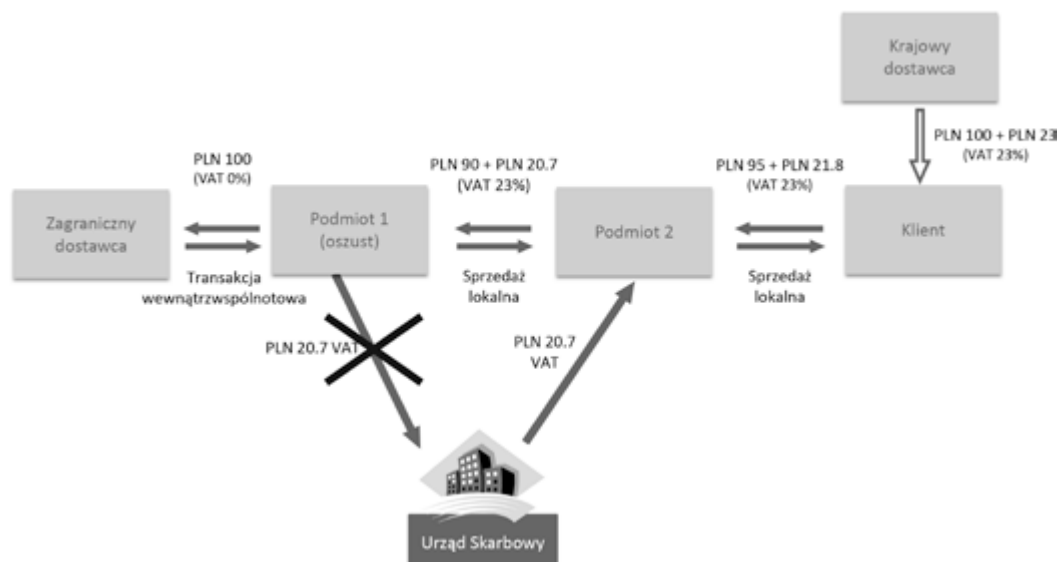 Krajowy
dostawca
PLN 100 + PLN 23
(VAT 23%)
PLN 100
(VAT 0%)
PLN 90 + PLN 20.7
(VAT 23%)
PLN 95 + PLN 21.8
(VAT 23%)
Zagraniczny
dostawca
Podmiot 1
(oszust)
Podmiot 2
Klient
Transakcja
wewnątrzwspólnotowa
Sprzedaż
lokalna
Sprzedaż
lokalna
PLN 20.7 VAT
PLN 20.7
VAT
Urząd Skarbowy